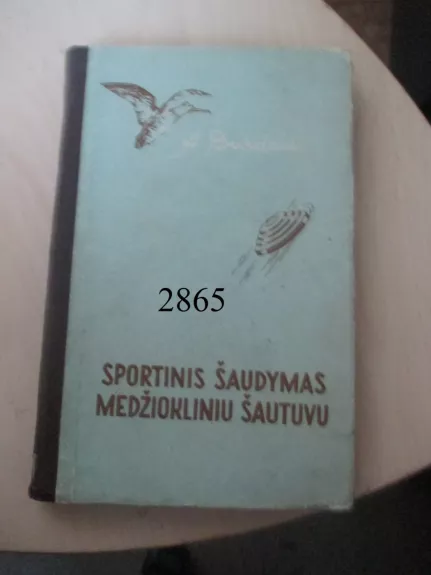 2865
SPORTINIS ŠAUDYMAS
MEDŽIOKLINIU ŠAUTUVU